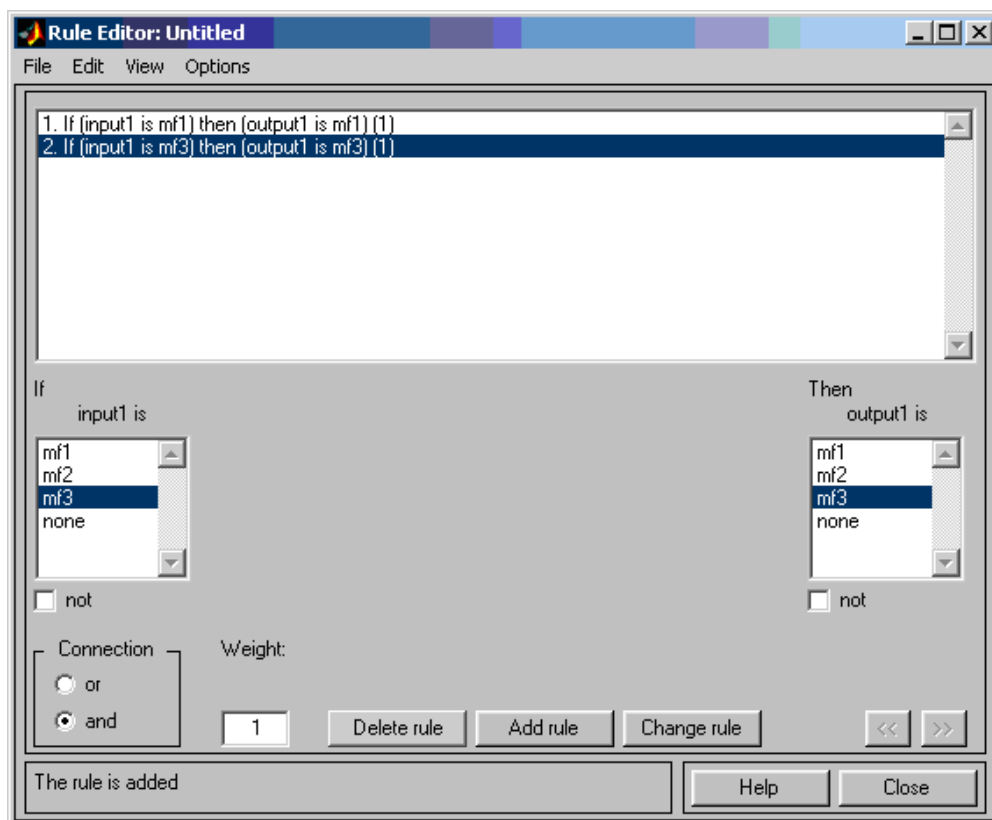 Rule Editor: Untitled
File Edit View Options
1. If (input1 is mf1) then (output1 is mf1) (1)
2. If (input1 is mf3) then (output1 is mf3) (1)
If
input1 is
mf1
mf2
mf3
none
not
Then
output1 is
mf1
mf2
mf3
none
not
Connection
or
and
Weight:
1
Delete rule
Add rule
Change rule
<<
>>
The rule is added
Help
Close